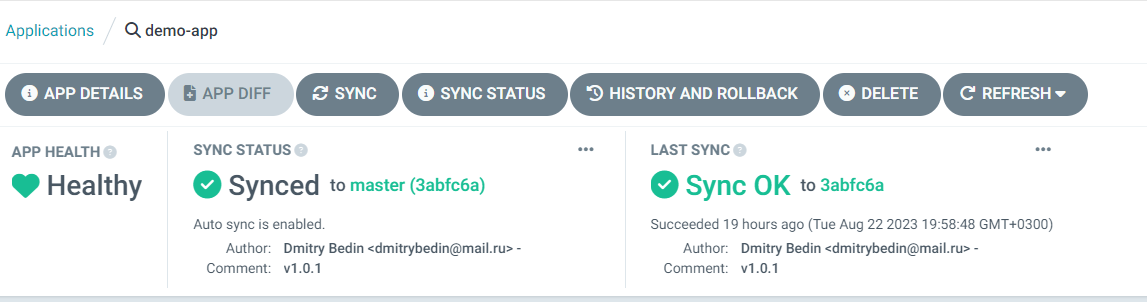 Applications / demo-app
APP DETAILS APP DIFF SYNC SYNC STATUS HISTORY AND ROLLBACK DELETE REFRESH
APP HEALTH
Healthy
SYNC STATUS
Synced to master (3abfc6a)
Auto sync is enabled.
Author: Dmitry Bedin <dmitrybedin@mail.ru> -
Comment: v1.0.1
LAST SYNC
Sync OK to 3abfc6a
Succeeded 19 hours ago (Tue Aug 22 2023 19:58:48 GMT+0300)
Author: Dmitry Bedin <dmitrybedin@mail.ru> -
Comment: v1.0.1